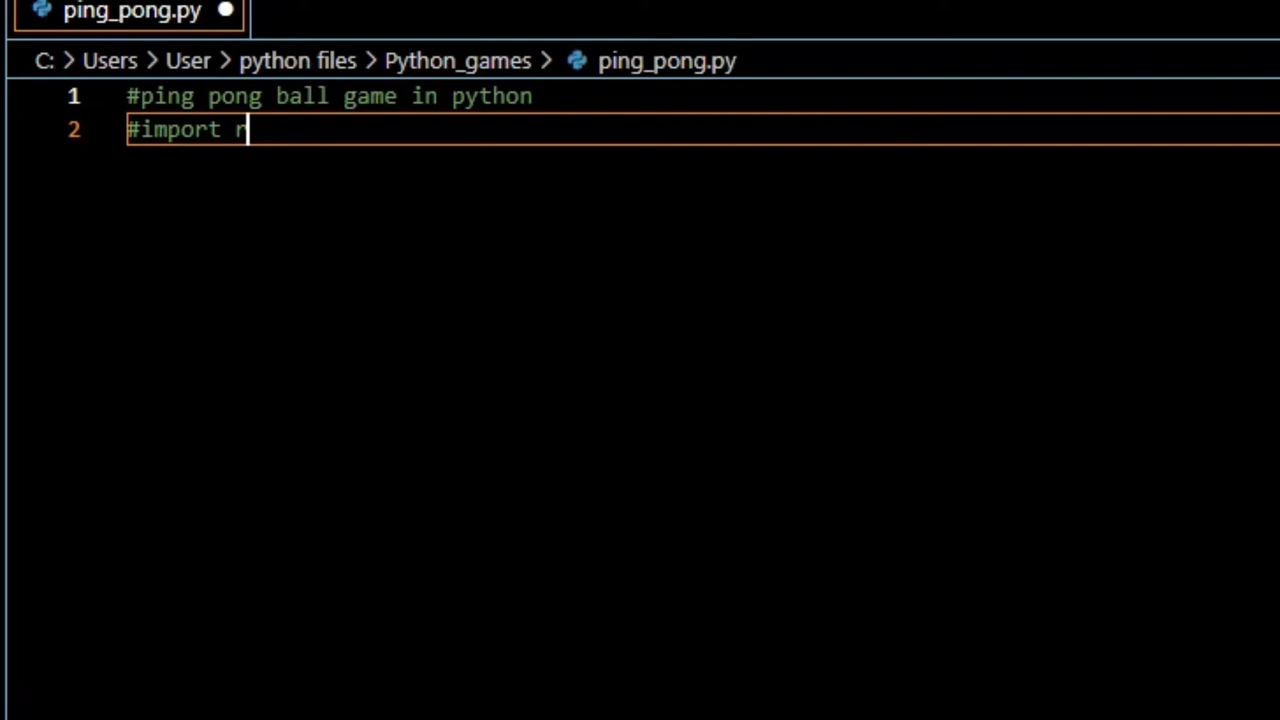 ping_pong.py
C: > Users > User > python files > Python_games > ping_pong.py
1 #ping pong ball game in python
2 #import r